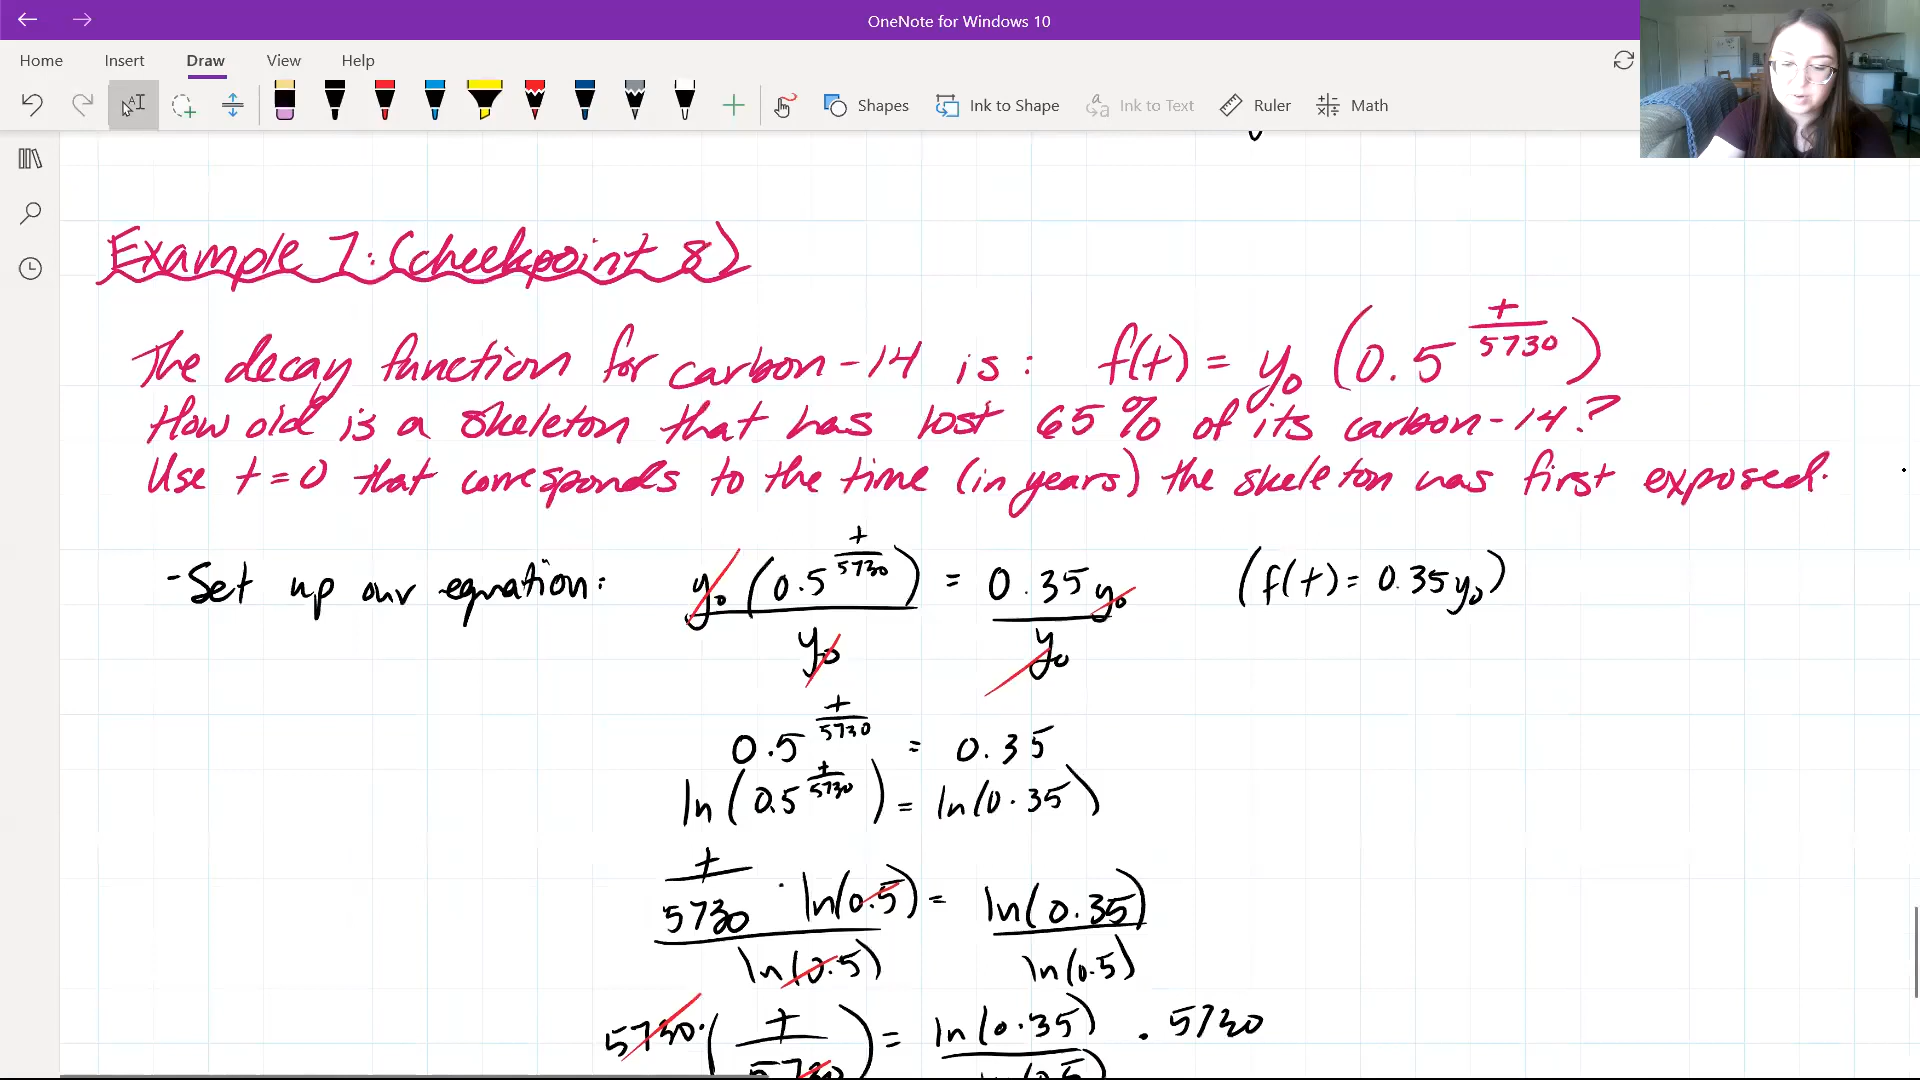 OneNote for Windows 10
Home Insert Draw View Help
Shapes Ink to Shape Ink to Text Ruler Math
Example 7: (checkpoint 8)
The decay function for carbon-14 is: f(t) = y₀ (0.5^(t/5730))
How old is a skeleton that has lost 65% of its carbon-14?
Use t=0 that corresponds to the time (in years) the skeleton was first exposed.
-Set up our equation: y₀(0.5^(t/5730)) / y₀ = 0.35y₀ / y₀ (f(t) = 0.35y₀)
0.5^(t/5730) = 0.35
ln(0.5^(t/5730)) = ln(0.35)
t/5730 · ln(0.5) / ln(0.5) = ln(0.35) / ln(0.5)
5730·(t/5730) = ln(0.35) / ln(0.5) · 5730